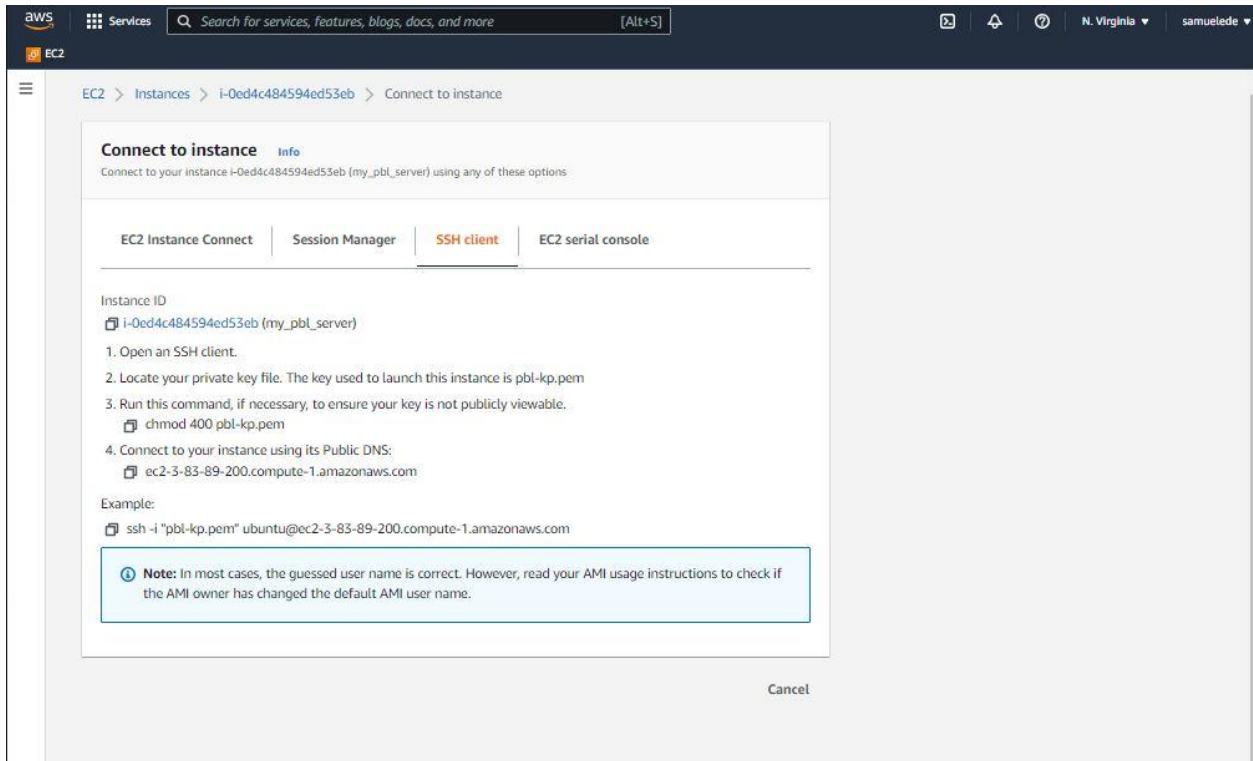 aws
Services
Search for services, features, blogs, docs, and more
[Alt+S]
N. Virginia
samuelede
EC2
EC2 > Instances > i-0ed4c484594ed53eb > Connect to instance
Connect to instance Info
Connect to your instance i-0ed4c484594ed53eb (my_pbl_server) using any of these options
EC2 Instance Connect
Session Manager
SSH client
EC2 serial console
Instance ID
i-0ed4c484594ed53eb (my_pbl_server)
1. Open an SSH client.
2. Locate your private key file. The key used to launch this instance is pbl-kp.pem
3. Run this command, if necessary, to ensure your key is not publicly viewable.
chmod 400 pbl-kp.pem
4. Connect to your instance using its Public DNS:
ec2-3-83-89-200.compute-1.amazonaws.com
Example:
ssh -i "pbl-kp.pem" ubuntu@ec2-3-83-89-200.compute-1.amazonaws.com
Note: In most cases, the guessed user name is correct. However, read your AMI usage instructions to check if
the AMI owner has changed the default AMI user name.
Cancel